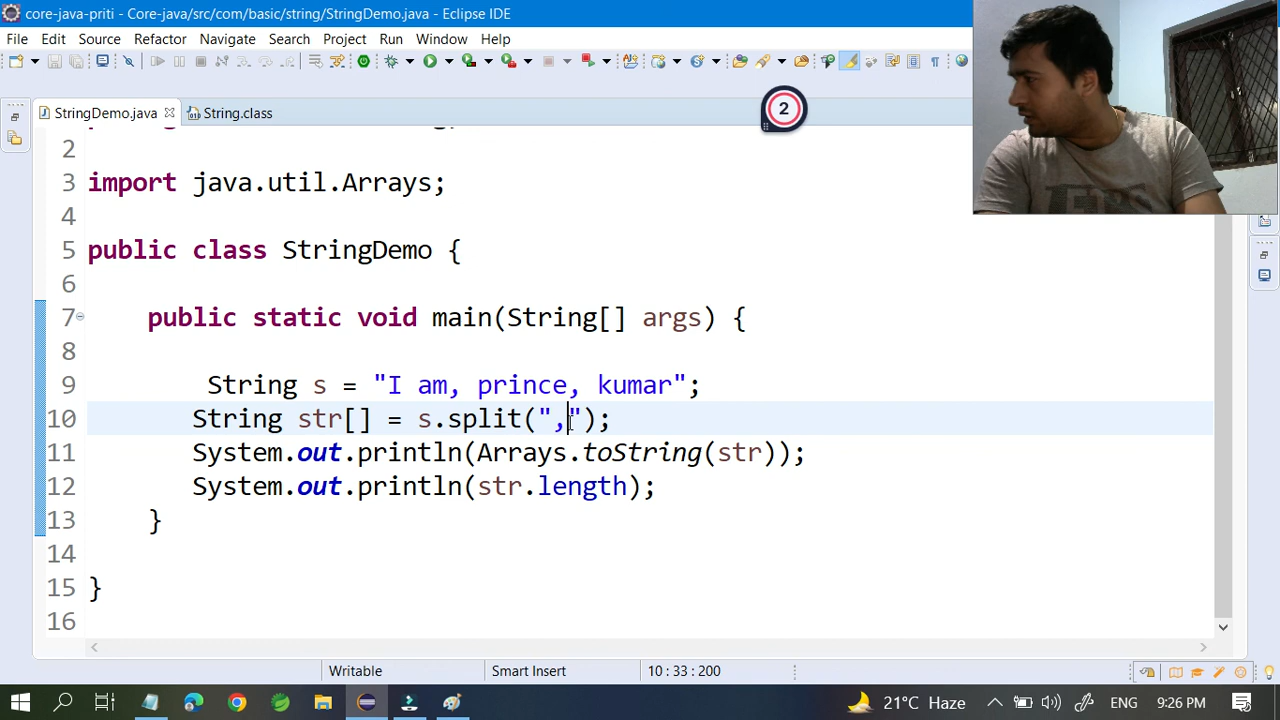 core-java-priti - Core-java/src/com/basic/string/StringDemo.java - Eclipse IDE
File Edit Source Refactor Navigate Search Project Run Window Help
StringDemo.java String.class
2
2
3 import java.util.Arrays;
4
5 public class StringDemo {
6
7 public static void main(String[] args) {
8
9 String s = "I am, prince, kumar";
10 String str[] = s.split(",");
11 System.out.println(Arrays.toString(str));
12 System.out.println(str.length);
13 }
14
15 }
16
Writable Smart Insert 10 : 33 : 200
21°C Haze ENG 9:26 PM